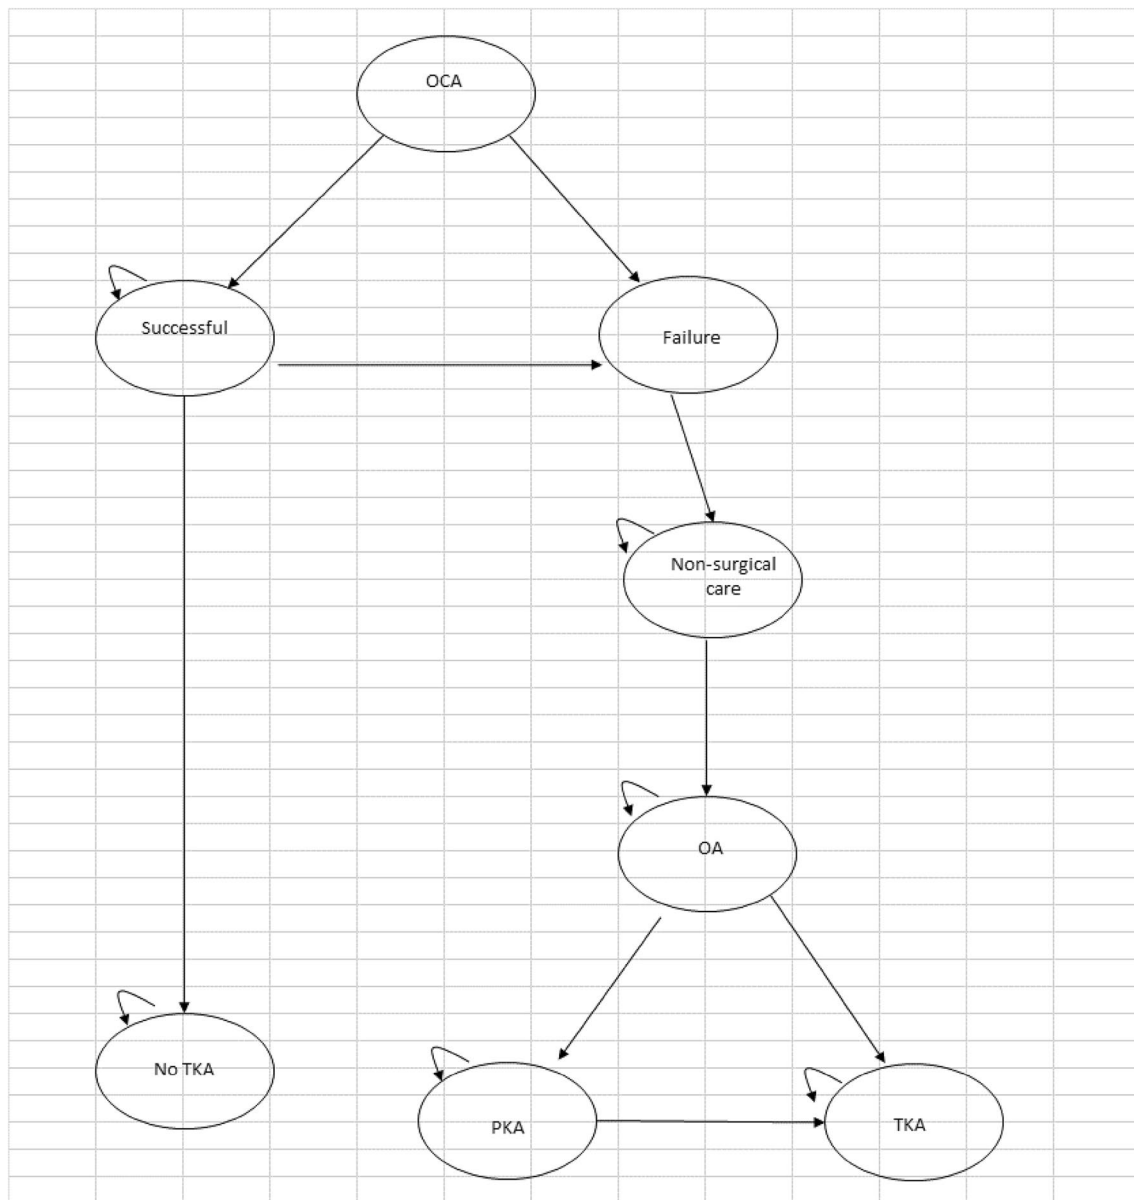 OCA
Successful
Failure
Non-surgical
care
OA
No TKA
PKA
TKA